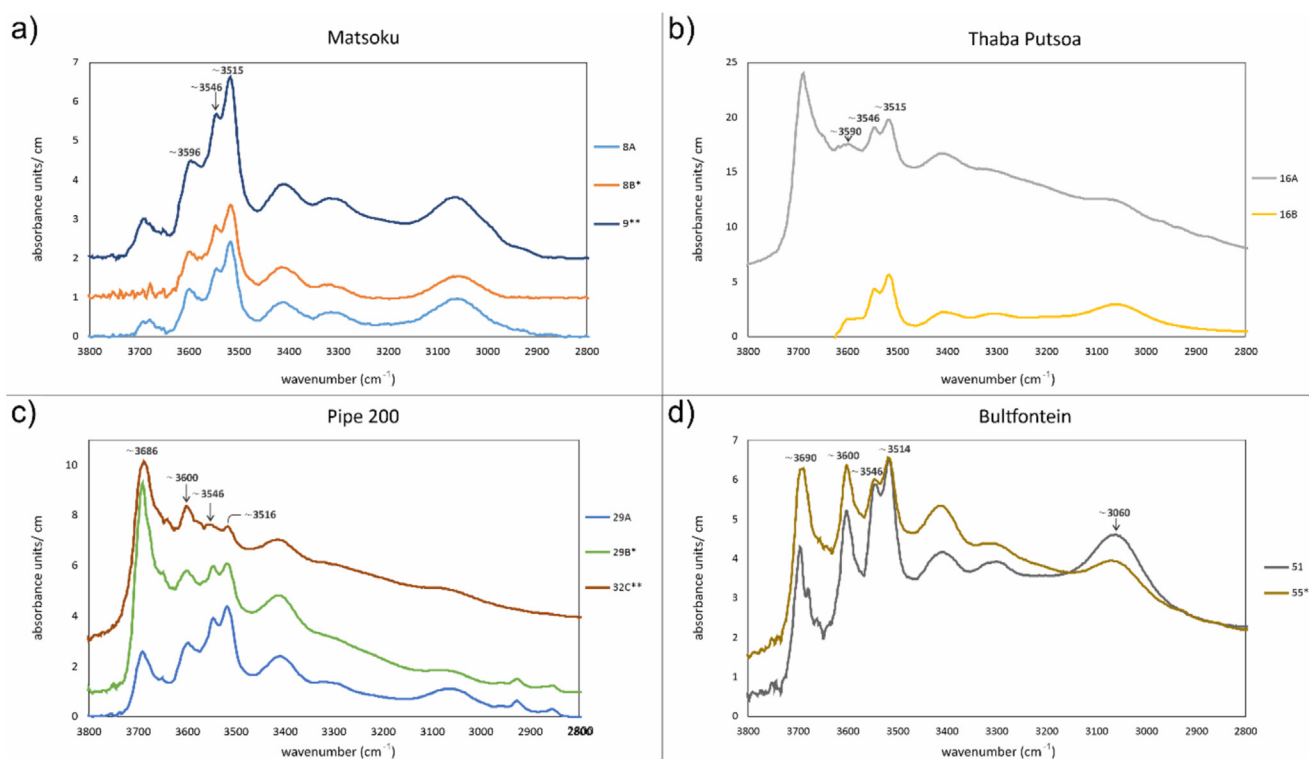 a)
Matsoku
absorbance units/ cm
7
6
5
4
3
2
1
0
~3596
~3546
~3515
8A
8B*
9**
3800 3700 3600 3500 3400 3300 3200 3100 3000 2900 2800
wavenumber (cm⁻¹)
b)
Thaba Putsoa
absorbance units/ cm
25
20
15
10
5
0
~3590
~3546
~3515
16A
16B
3800 3700 3600 3500 3400 3300 3200 3100 3000 2900 2800
wavenumber (cm⁻¹)
c)
Pipe 200
absorbance units/ cm
10
8
6
4
2
0
~3686
~3600
~3546
~3516
29A
29B*
32C**
3800 3700 3600 3500 3400 3300 3200 3100 3000 2900 2800
wavenumber (cm⁻¹)
d)
Bultfontein
absorbance units/ cm
7
6
5
4
3
2
1
0
~3690
~3600
~3546
~3514
~3060
51
55*
3800 3700 3600 3500 3400 3300 3200 3100 3000 2900 2800
wavenumber (cm⁻¹)